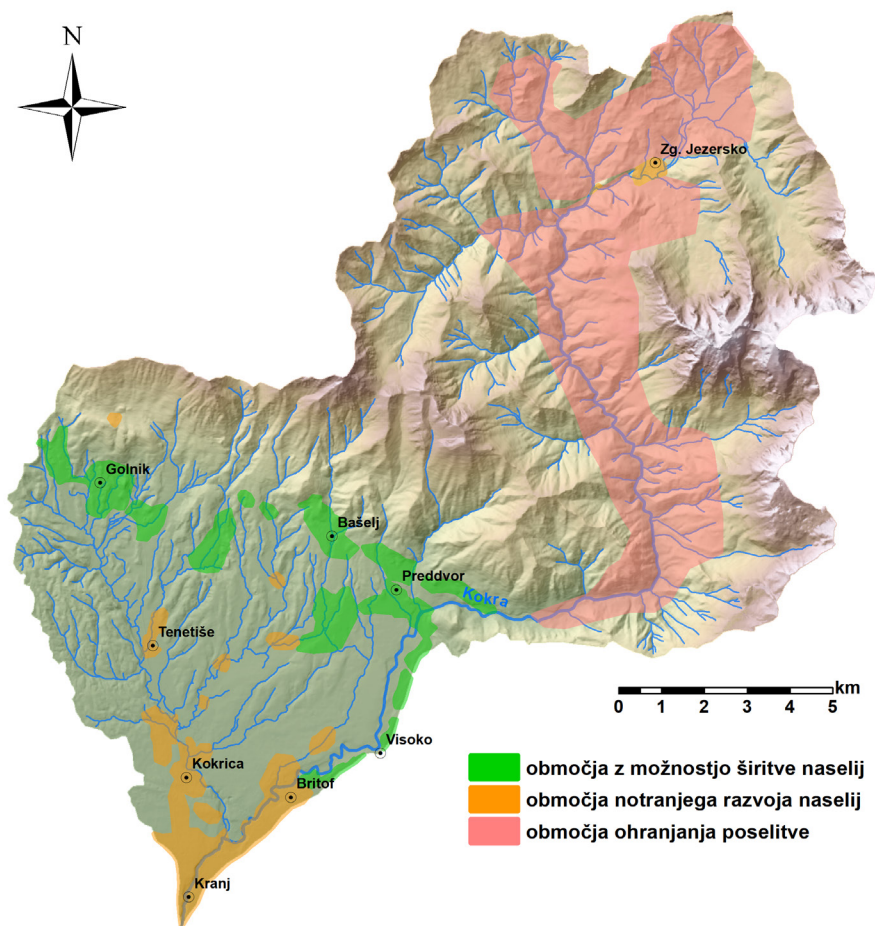 N
Zg. Jezersko
Golnik
Bašelj
Preddvor
Kokra
Tenetiše
km
0 1 2 3 4 5
Visoko
Kokrica
Britof
Kranj
območja z možnostjo širitve naselij
območja notranjega razvoja naselij
območja ohranjanja poselitve